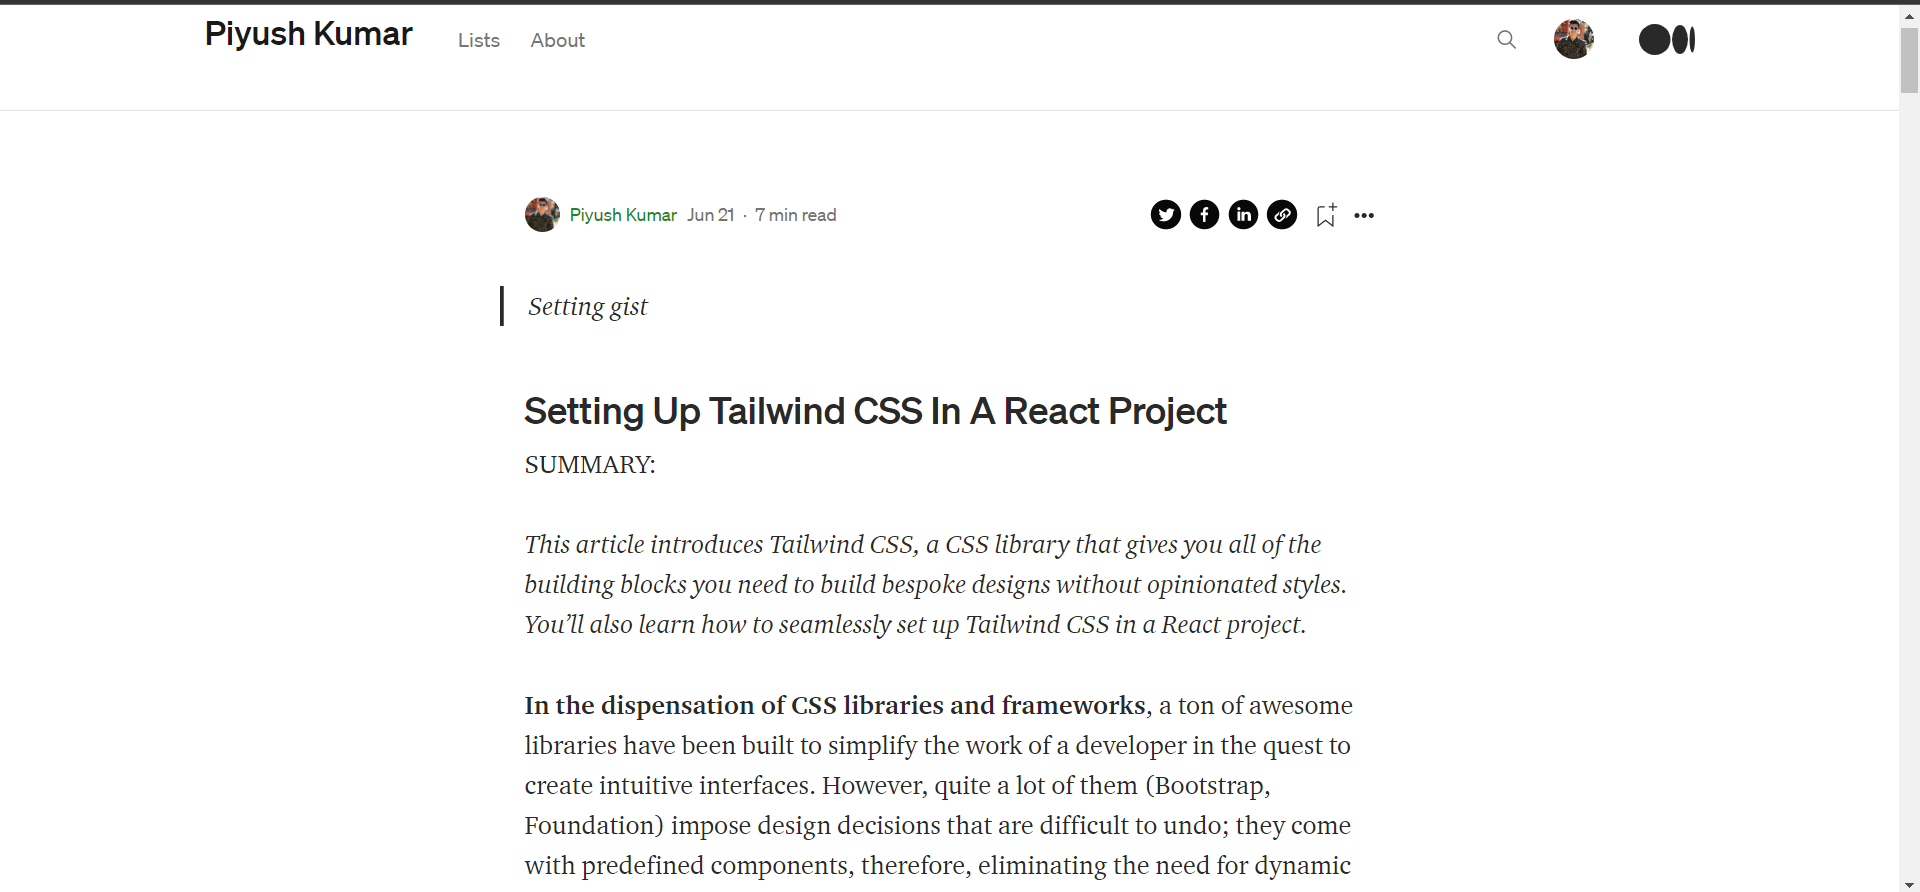 Piyush Kumar
Lists
About
Piyush Kumar Jun 21 · 7 min read
Setting gist
Setting Up Tailwind CSS In A React Project
SUMMARY:
This article introduces Tailwind CSS, a CSS library that gives you all of the
building blocks you need to build bespoke designs without opinionated styles.
You’ll also learn how to seamlessly set up Tailwind CSS in a React project.
In the dispensation of CSS libraries and frameworks, a ton of awesome
libraries have been built to simplify the work of a developer in the quest to
create intuitive interfaces. However, quite a lot of them (Bootstrap,
Foundation) impose design decisions that are difficult to undo; they come
with predefined components, therefore, eliminating the need for dynamic